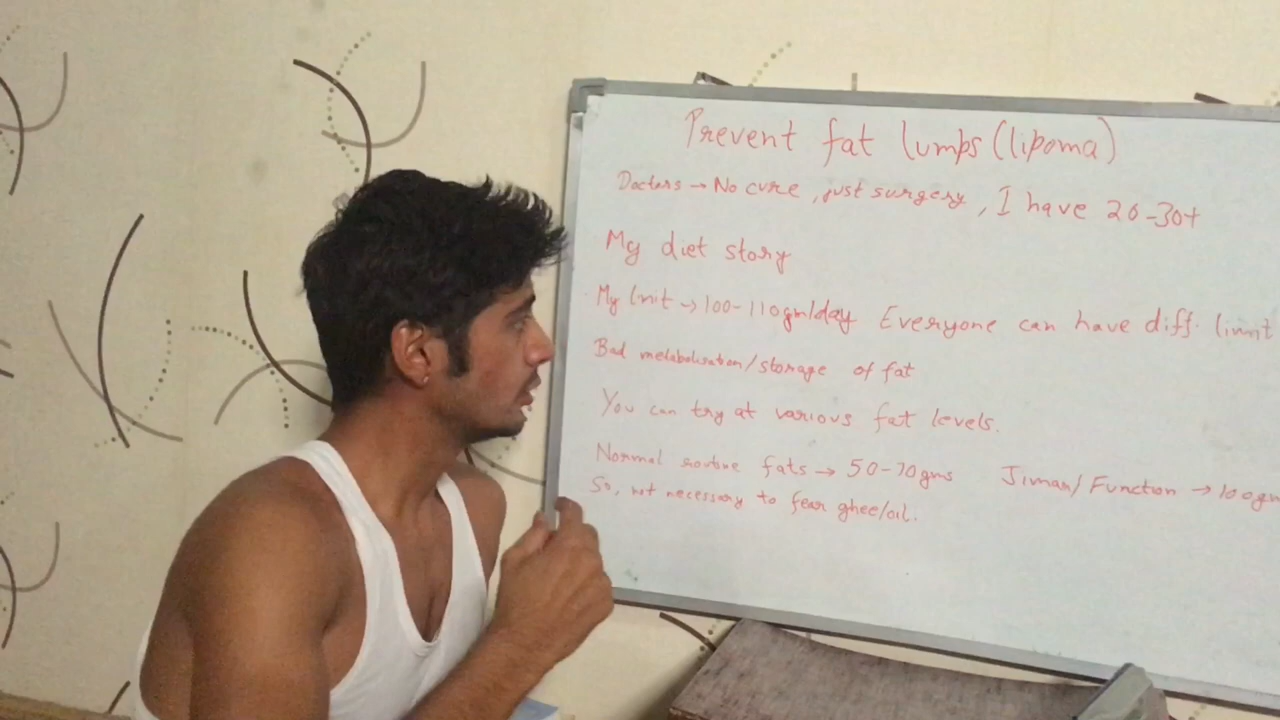 Prevent fat lumps (lipoma)
Doctors → No cure, just surgery, I have 20-30+
My diet story
My limit → 100-110gm/day Everyone can have diff. limit
Bad metabolisation/storage of fat
You can try at various fat levels.
Normal routine fats → 50-70gms Jiman/Function → 100gm
So, not necessary to fear ghee/oil.